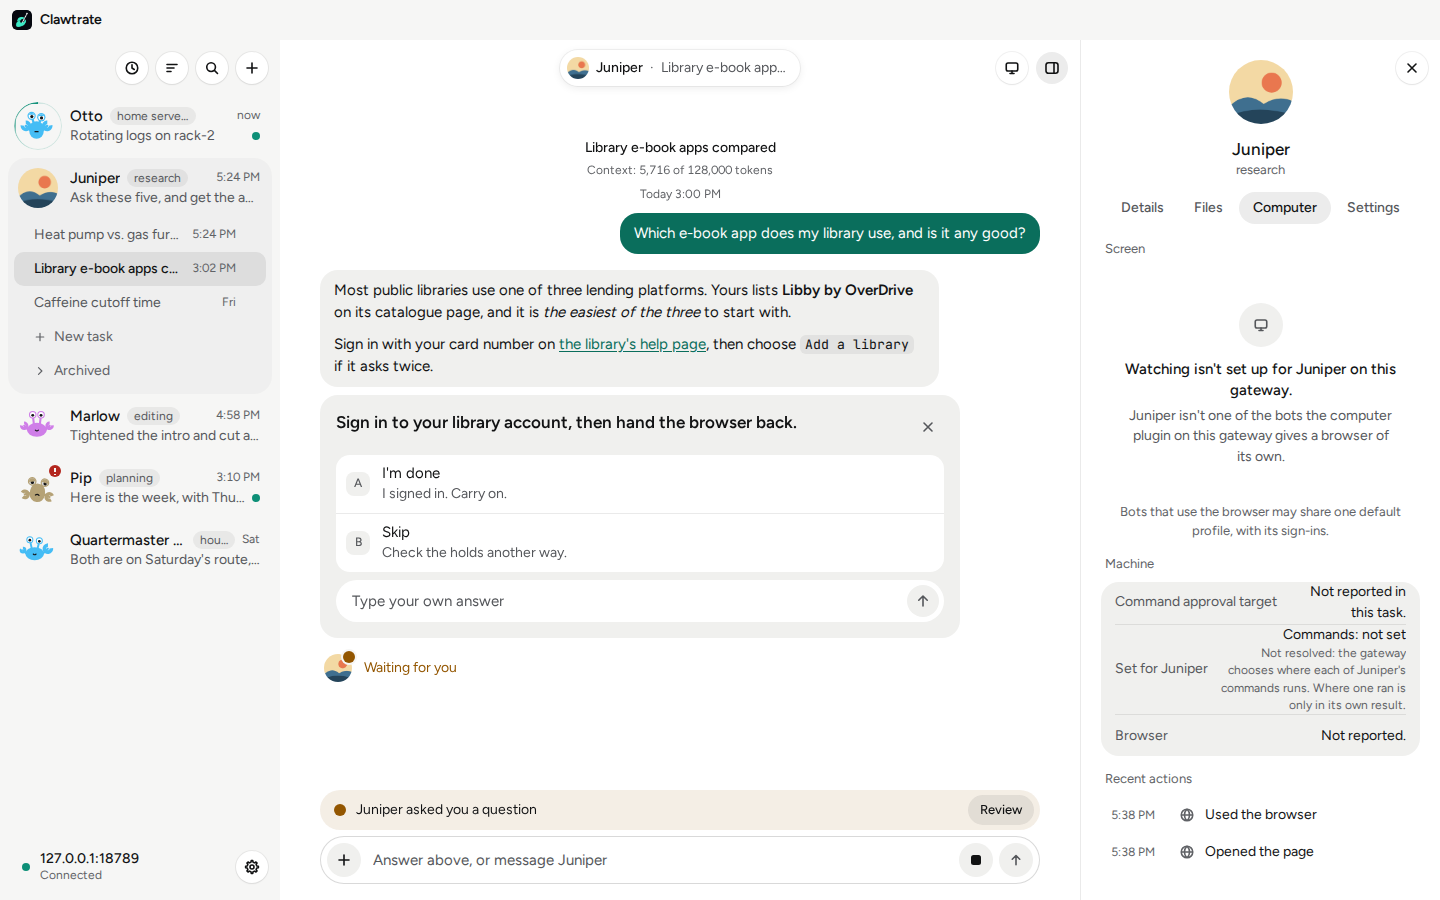 Clawtrate
Otto home serve... now
Rotating logs on rack-2
Juniper research 5:24 PM
Ask these five, and get the a...
Heat pump vs. gas fur... 5:24 PM
Library e-book apps c... 3:02 PM
Caffeine cutoff time Fri
New task
Archived
Marlow editing 4:58 PM
Tightened the intro and cut a...
Pip planning 3:10 PM
Here is the week, with Thu...
Quartermaster ... hou... Sat
Both are on Saturday's route,...
127.0.0.1:18789
Connected
Juniper · Library e-book app...
Library e-book apps compared
Context: 5,716 of 128,000 tokens
Today 3:00 PM
Which e-book app does my library use, and is it any good?
Most public libraries use one of three lending platforms. Yours lists Libby by OverDrive
on its catalogue page, and it is the easiest of the three to start with.
Sign in with your card number on the library's help page, then choose Add a library
if it asks twice.
Sign in to your library account, then hand the browser back.
A I'm done
I signed in. Carry on.
B Skip
Check the holds another way.
Type your own answer
Waiting for you
Juniper asked you a question Review
Answer above, or message Juniper
Juniper
research
Details Files Computer Settings
Screen
Watching isn't set up for Juniper on this
gateway.
Juniper isn't one of the bots the computer
plugin on this gateway gives a browser of
its own.
Bots that use the browser may share one default
profile, with its sign-ins.
Machine
Command approval target Not reported in
this task.
Set for Juniper Commands: not set
Not resolved: the gateway
chooses where each of Juniper's
commands runs. Where one ran is
only in its own result.
Browser Not reported.
Recent actions
5:38 PM Used the browser
5:38 PM Opened the page